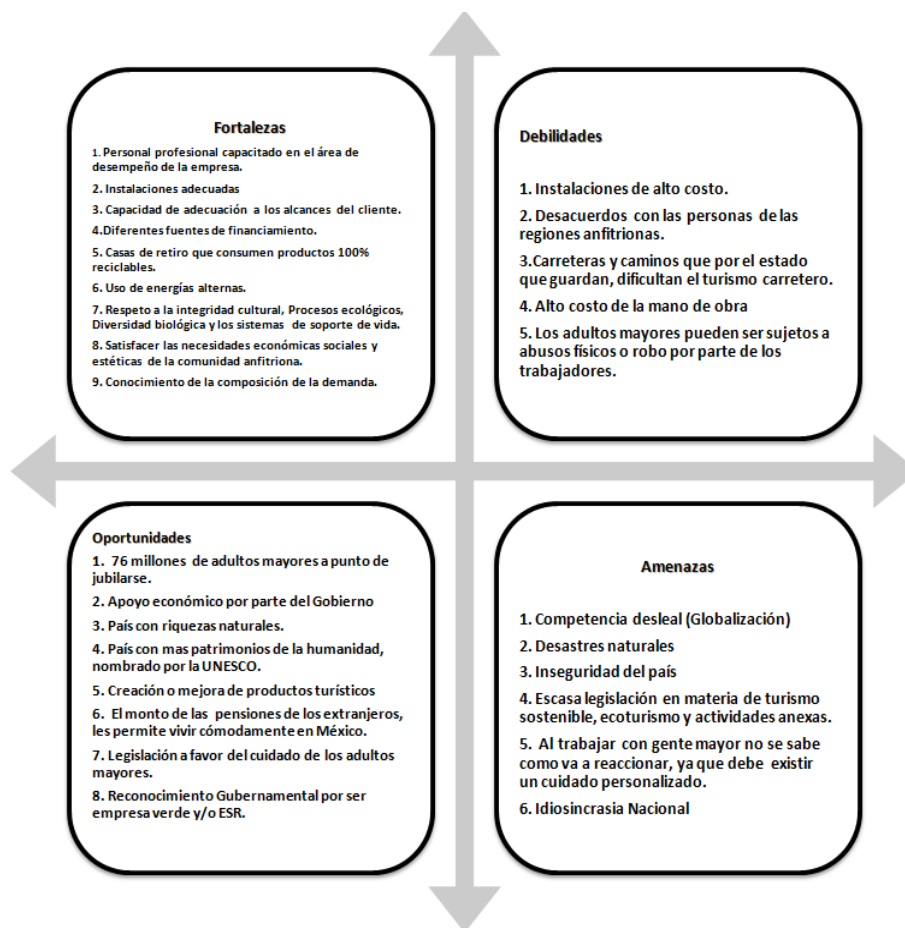 Fortalezas
1. Personal profesional capacitado en el área de
desempeño de la empresa.
2. Instalaciones adecuadas
3. Capacidad de adecuación a los alcances del cliente.
4.Diferentes fuentes de financiamiento.
5. Casas de retiro que consumen productos 100%
reciclables.
6. Uso de energías alternas.
7. Respeto a la integridad cultural, Procesos ecológicos,
Diversidad biológica y los sistemas de soporte de vida.
8. Satisfacer las necesidades económicas sociales y
estéticas de la comunidad anfitriona.
9. Conocimiento de la composición de la demanda.
Debilidades
1. Instalaciones de alto costo.
2. Desacuerdos con las personas de las
regiones anfitrionas.
3.Carreteras y caminos que por el estado
que guardan, dificultan el turismo carretero.
4. Alto costo de la mano de obra
5. Los adultos mayores pueden ser sujetos a
abusos físicos o robo por parte de los
trabajadores.
Oportunidades
1. 76 millones de adultos mayores a punto de
jubilarse.
2. Apoyo económico por parte del Gobierno
3. País con riquezas naturales.
4. País con mas patrimonios de la humanidad,
nombrado por la UNESCO.
5. Creación o mejora de productos turísticos
6. El monto de las pensiones de los extranjeros,
les permite vivir cómodamente en México.
7. Legislación a favor del cuidado de los adultos
mayores.
8. Reconocimiento Gubernamental por ser
empresa verde y/o ESR.
Amenazas
1. Competencia desleal (Globalización)
2. Desastres naturales
3. Inseguridad del país
4. Escasa legislación en materia de turismo
sostenible, ecoturismo y actividades anexas.
5. Al trabajar con gente mayor no se sabe
como va a reaccionar, ya que debe existir
un cuidado personalizado.
6. Idiosincrasia Nacional